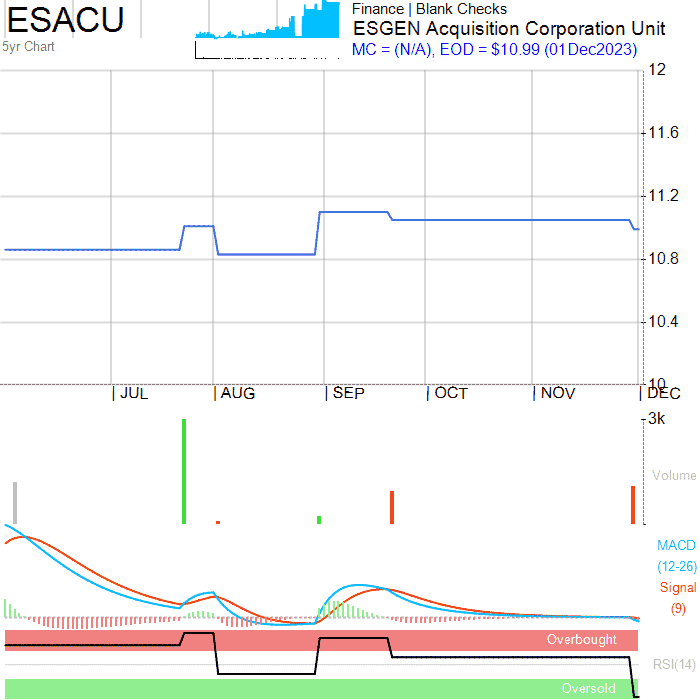 ESACU
Finance | Blank Checks
ESGEN Acquisition Corporation Unit
5yr Chart
MC = (N/A), EOD = $10.99 (01Dec2023)
12
11.6
11.2
10.8
10.4
10
| JUL | AUG | SEP | OCT | NOV | DEC
3k
Volume
MACD
(12-26)
Signal
(9)
Overbought
RSI(14)
Oversold